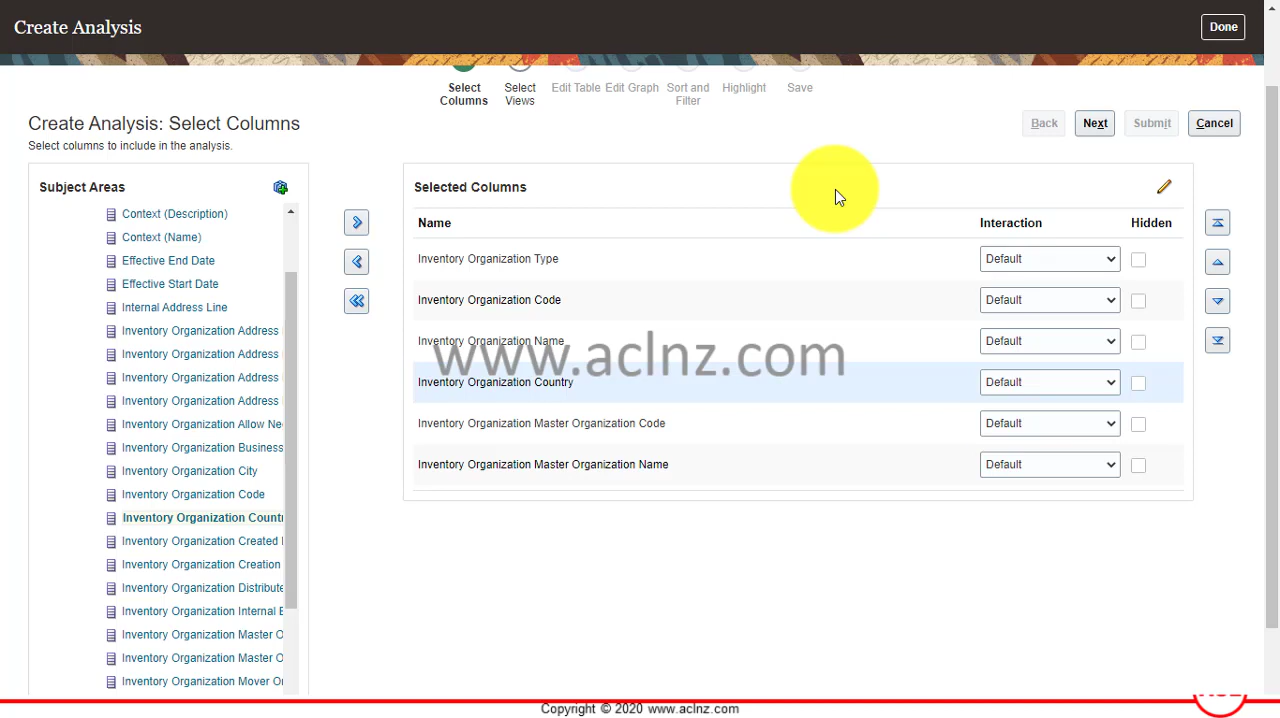 Create Analysis
Done
Select Columns
Select Views
Edit Table
Edit Graph
Sort and Filter
Highlight
Save
Create Analysis: Select Columns
Select columns to include in the analysis.
Back
Next
Submit
Cancel
Subject Areas
Context (Description)
Context (Name)
Effective End Date
Effective Start Date
Internal Address Line
Inventory Organization Address
Inventory Organization Address
Inventory Organization Address
Inventory Organization Address
Inventory Organization Allow Ne
Inventory Organization Business
Inventory Organization City
Inventory Organization Code
Inventory Organization Count
Inventory Organization Created
Inventory Organization Creation
Inventory Organization Distribute
Inventory Organization Internal
Inventory Organization Master O
Inventory Organization Master O
Inventory Organization Mover
Selected Columns
Name Interaction Hidden
Inventory Organization Type Default
Inventory Organization Code Default
Inventory Organization Name Default
Inventory Organization Country Default
Inventory Organization Master Organization Code Default
Inventory Organization Master Organization Name Default
www.aclnz.com
Copyright © 2020 www.aclnz.com